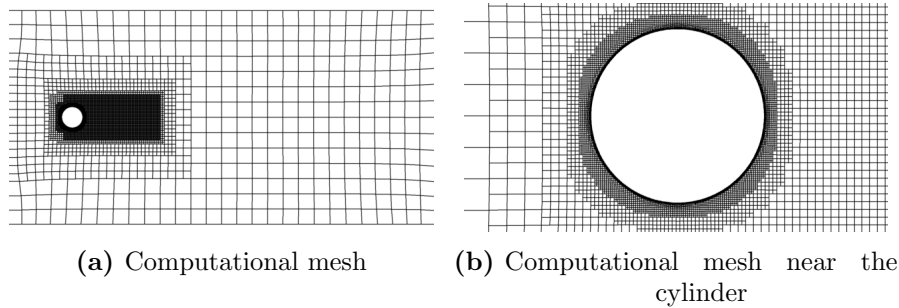 (a) Computational mesh
(b) Computational mesh near the
cylinder